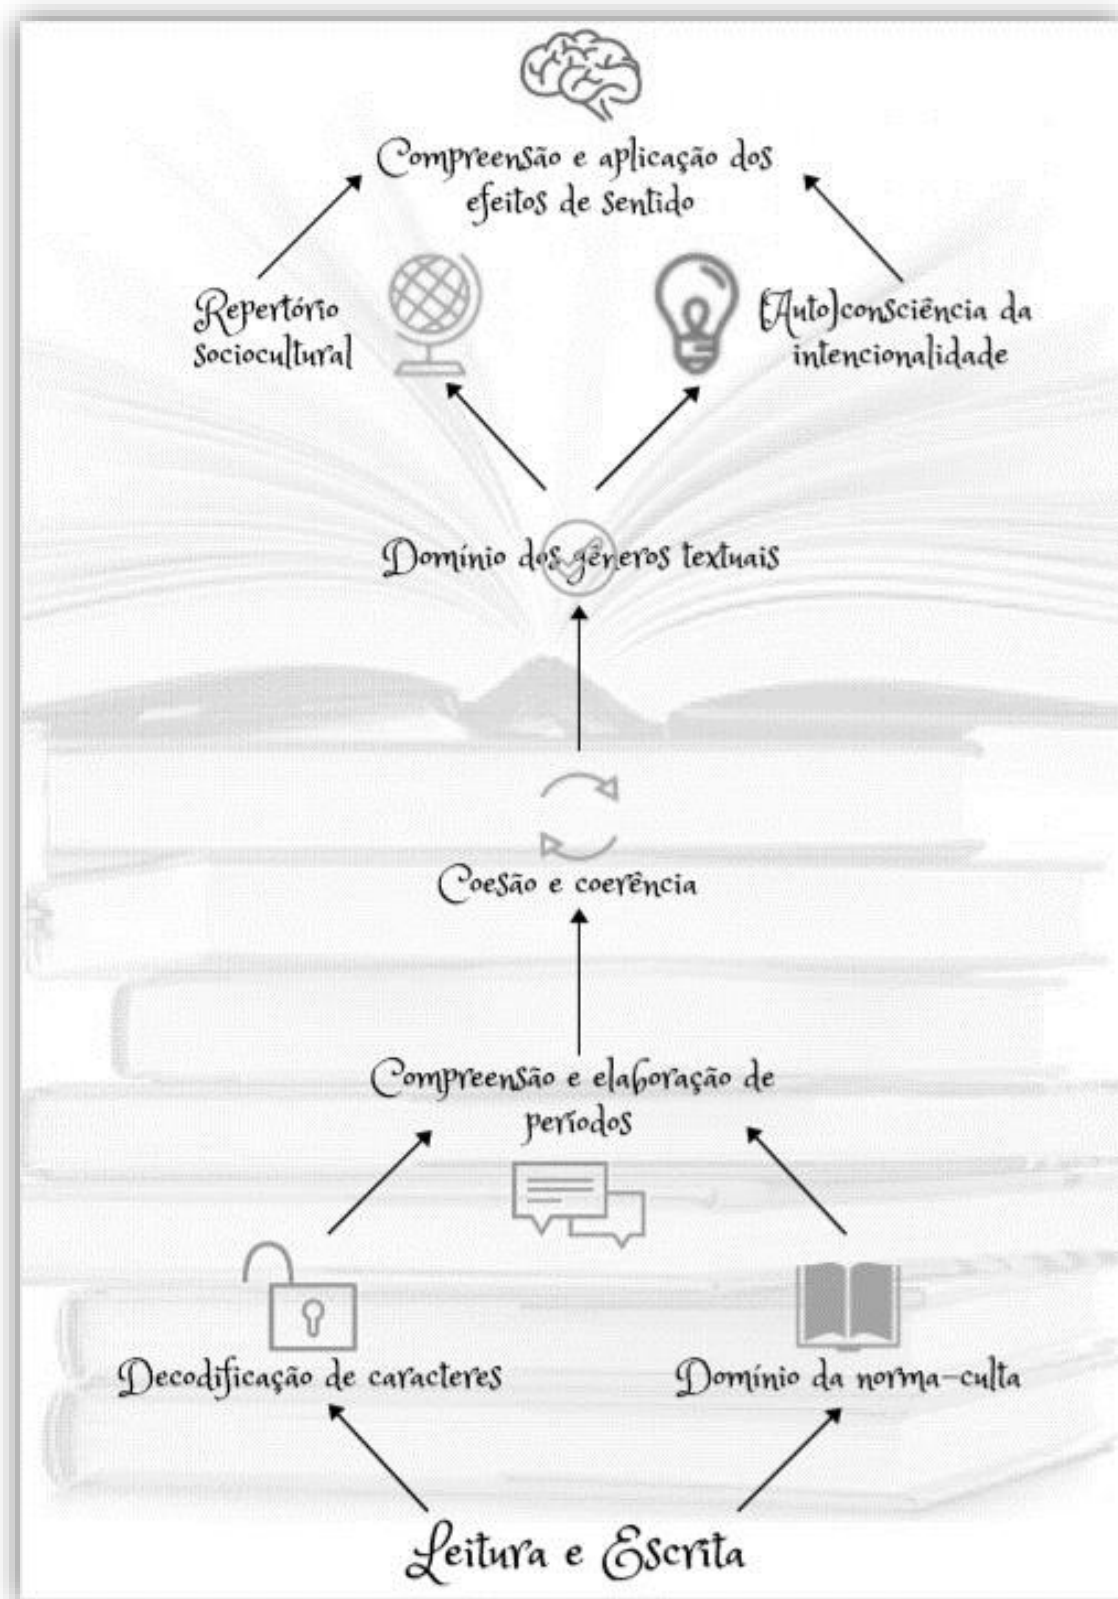 Compreensão e aplicação dos
efeitos de sentido
Repertório
sociocultural
(Auto)consciência da
intencionalidade
Domínio dos gêneros textuais
Coesão e coerência
Compreensão e elaboração de
períodos
Decodificação de caracteres
Domínio da norma-culta
Leitura e Escrita